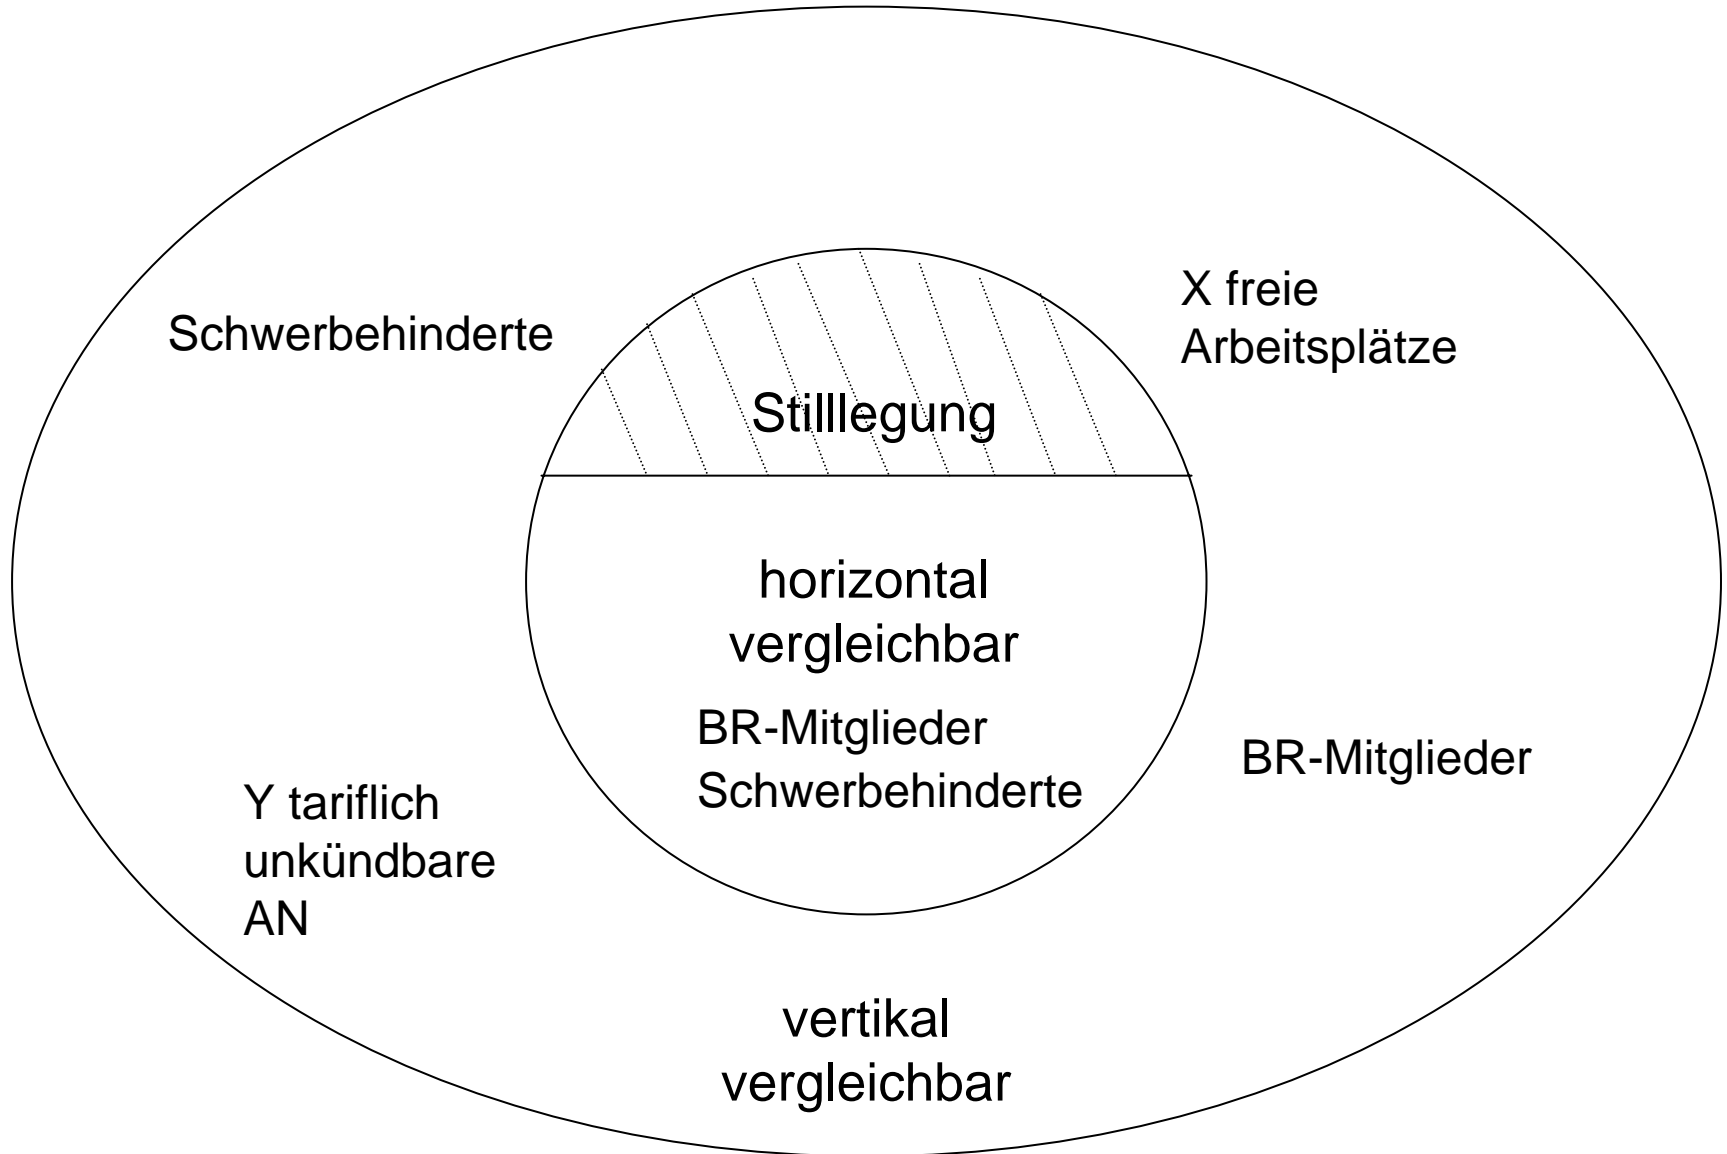 X freie
Arbeitsplätze
Schwerbehinderte
Stilllegung
horizontal
vergleichbar
BR-Mitglieder
Schwerbehinderte
BR-Mitglieder
Y tariflich
unkündbare
AN
vertikal
vergleichbar